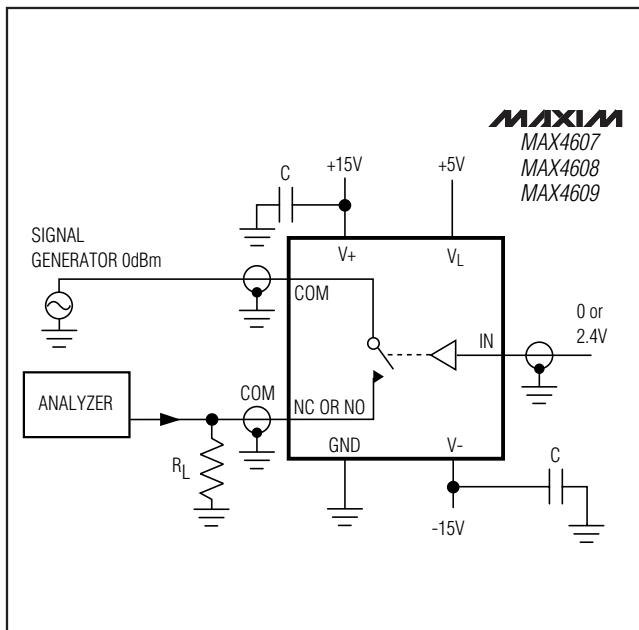 MAXIM
MAX4607
MAX4608
MAX4609
+15V
+5V
C
SIGNAL
GENERATOR 0dBm
V+
VL
COM
0 or
2.4V
IN
ANALYZER
COM
NC OR NO
RL
GND
V-
C
-15V